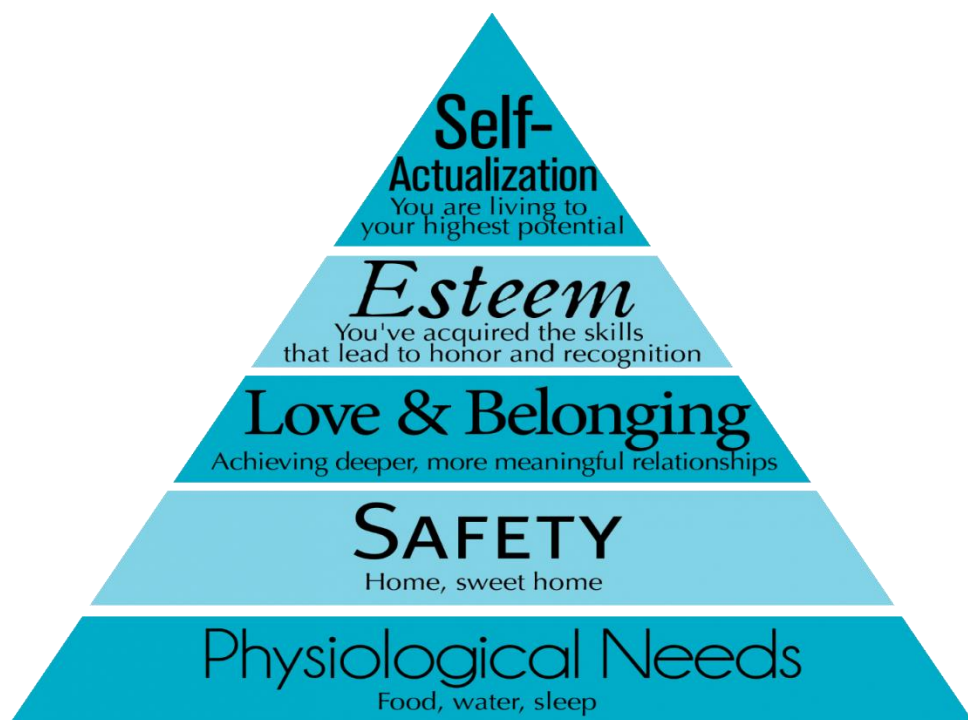 Self-
Actualization
You are living to
your highest potential
Esteem
You've acquired the skills
that lead to honor and recognition
Love & Belonging
Achieving deeper, more meaningful relationships
SAFETY
Home, sweet home
Physiological Needs
Food, water, sleep